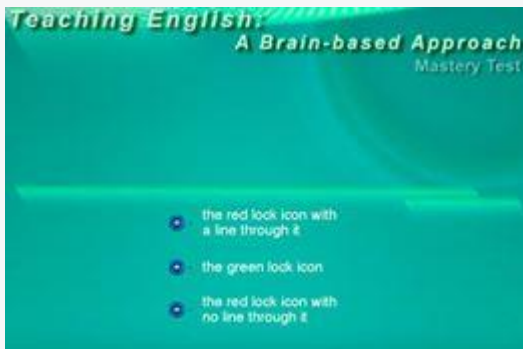 Teaching English:
A Brain-based Approach
Mastery Test
the red lock icon with
a line through it
the green lock icon
the red lock icon with
no line through it